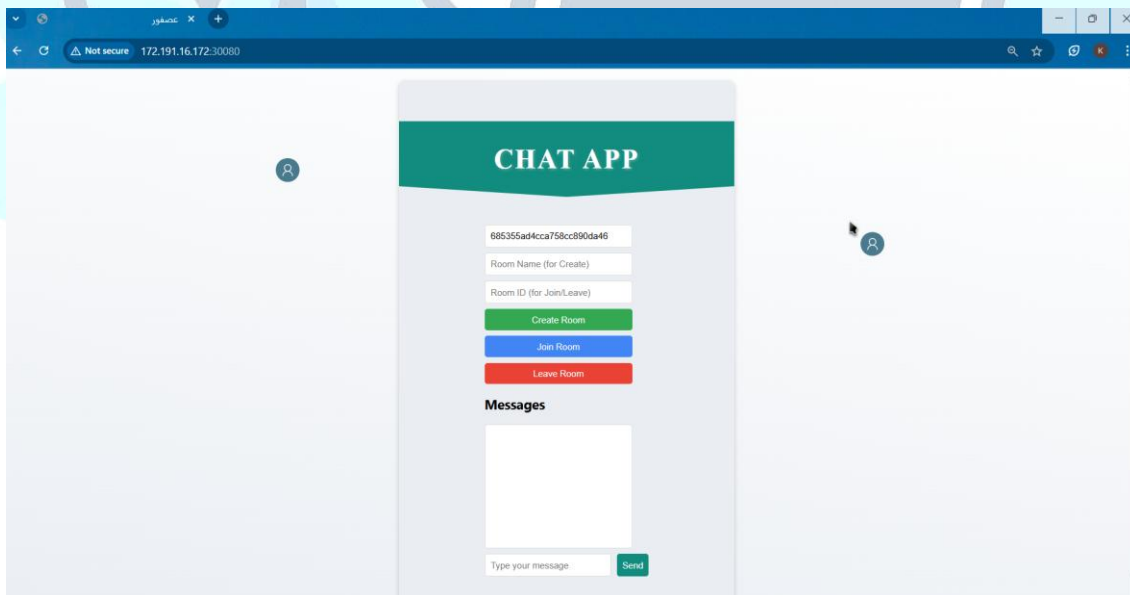 عصفور
Not secure 172.191.16.172:30080
K
CHAT APP
685355ad4cca758cc890da46
Room Name (for Create)
Room ID (for Join/Leave)
Create Room
Join Room
Leave Room
Messages
Type your message
Send